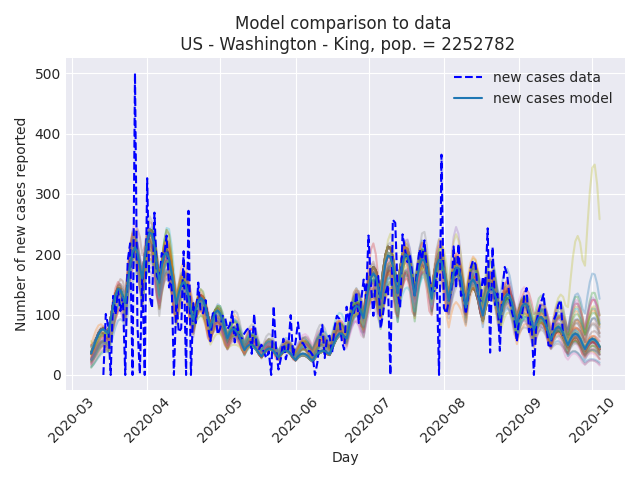 Model comparison to data
US - Washington - King, pop. = 2252782
new cases data
new cases model
Number of new cases reported
500
400
300
200
100
0
2020-03
2020-04
2020-05
2020-06
2020-07
2020-08
2020-09
2020-10
Day